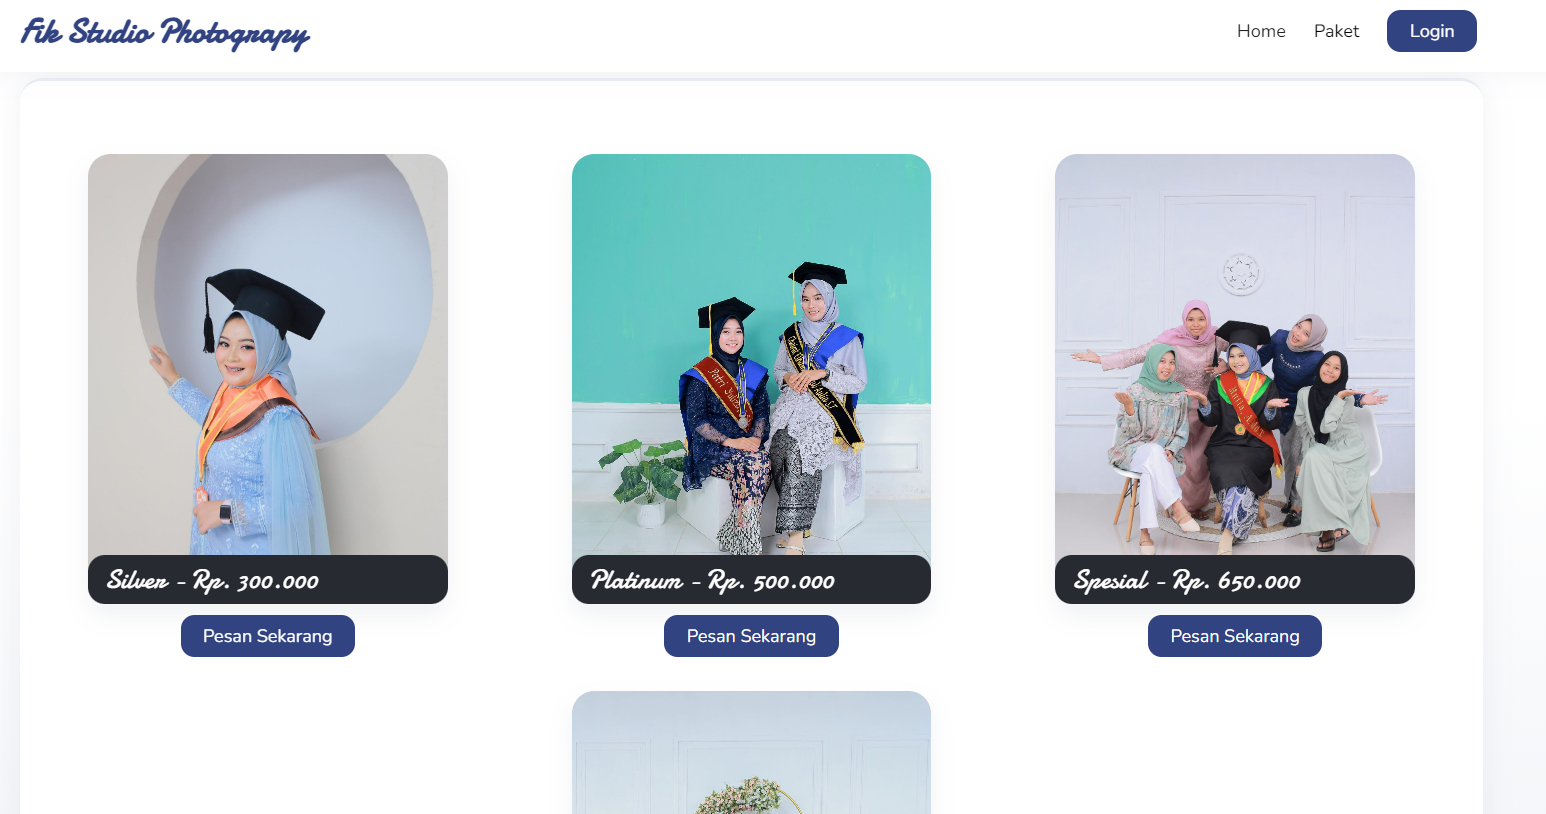 Fik Studio Photograpy
Home
Paket
Login
Silver - Rp. 300.000
Platinum - Rp. 500.000
Spesial - Rp. 650.000
Pesan Sekarang
Pesan Sekarang
Pesan Sekarang